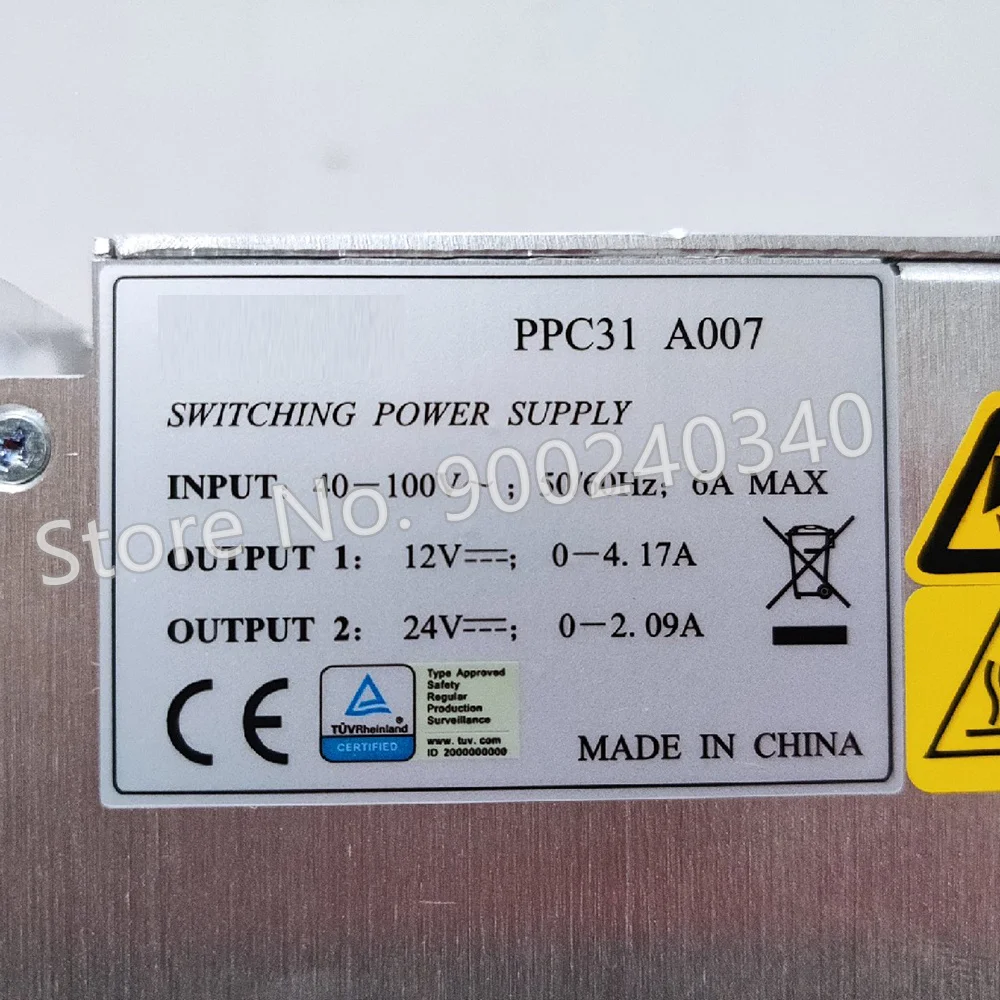 PPC31 A007
SWITCHING POWER SUPPLY
INPUT 40-100V~; 50/60Hz; 6A MAX
Store No: 900240340
OUTPUT 1: 12V⎓; 0-4.17A
OUTPUT 2: 24V⎓; 0-2.09A
CE
TÜVRheinland
CERTIFIED
Type Approved
Safety
Regular
Production
Surveillance
www.tuv.com
ID 2000000000
MADE IN CHINA